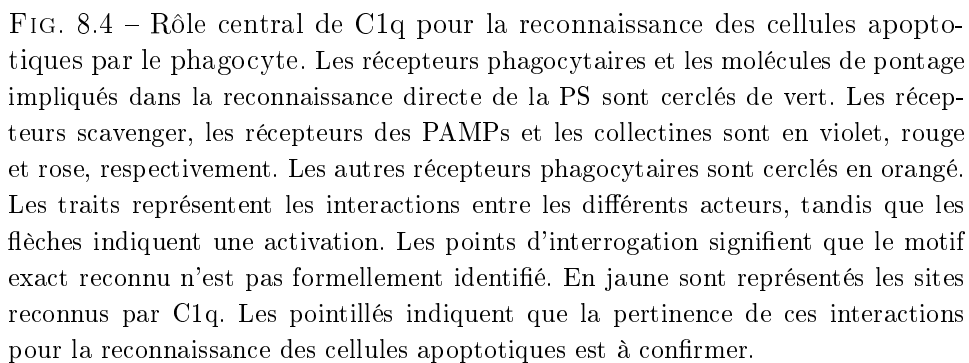 FIG. 8.4 – Rôle central de C1q pour la reconnaissance des cellules apopto-
tiques par le phagocyte. Les récepteurs phagocytaires et les molécules de pontage
impliqués dans la reconnaissance directe de la PS sont cerclés de vert. Les récep-
teurs scavenger, les récepteurs des PAMPs et les collectines sont en violet, rouge
et rose, respectivement. Les autres récepteurs phagocytaires sont cerclés en orangé.
Les traits représentent les interactions entre les différents acteurs, tandis que les
flèches indiquent une activation. Les points d'interrogation signifient que le motif
exact reconnu n'est pas formellement identifié. En jaune sont représentés les sites
reconnus par C1q. Les pointillés indiquent que la pertinence de ces interactions
pour la reconnaissance des cellules apoptotiques est à confirmer.